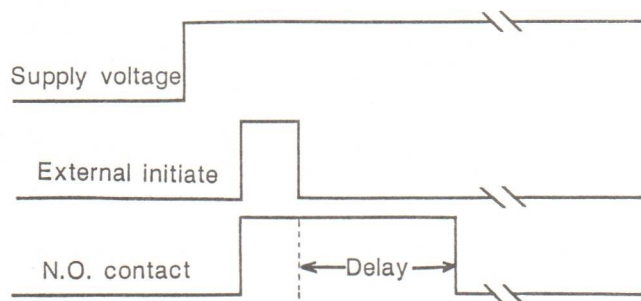 Supply voltage
External initiate
N.O. contact
Delay